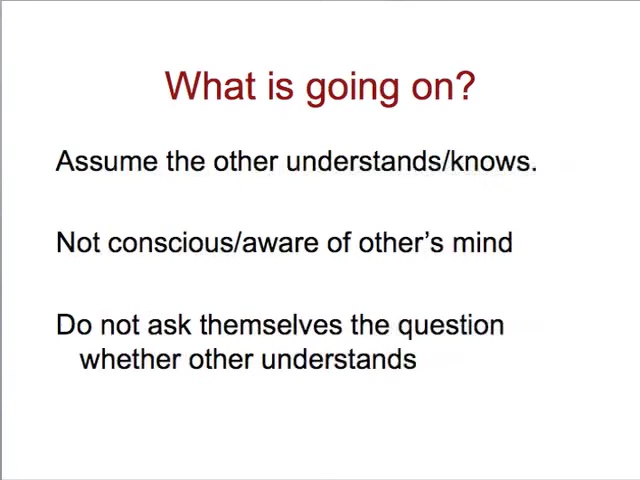 What is going on?
Assume the other understands/knows.
Not conscious/aware of other's mind
Do not ask themselves the question
whether other understands